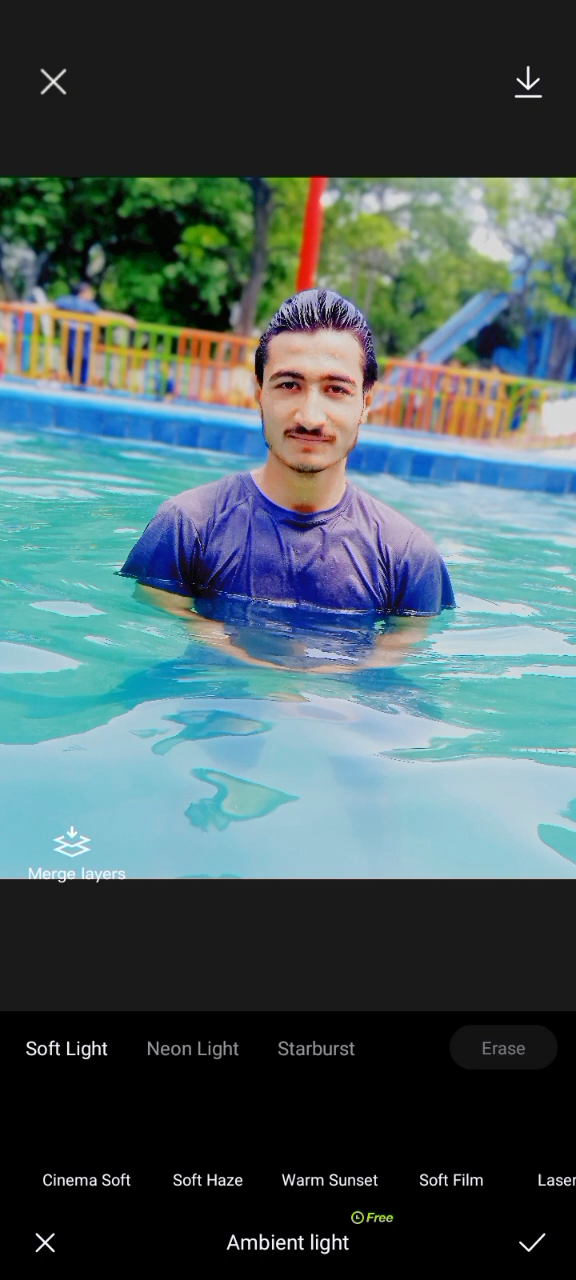 Merge layers
Soft Light Neon Light Starburst Erase
Cinema Soft Soft Haze Warm Sunset Soft Film Laser
Free
Ambient light